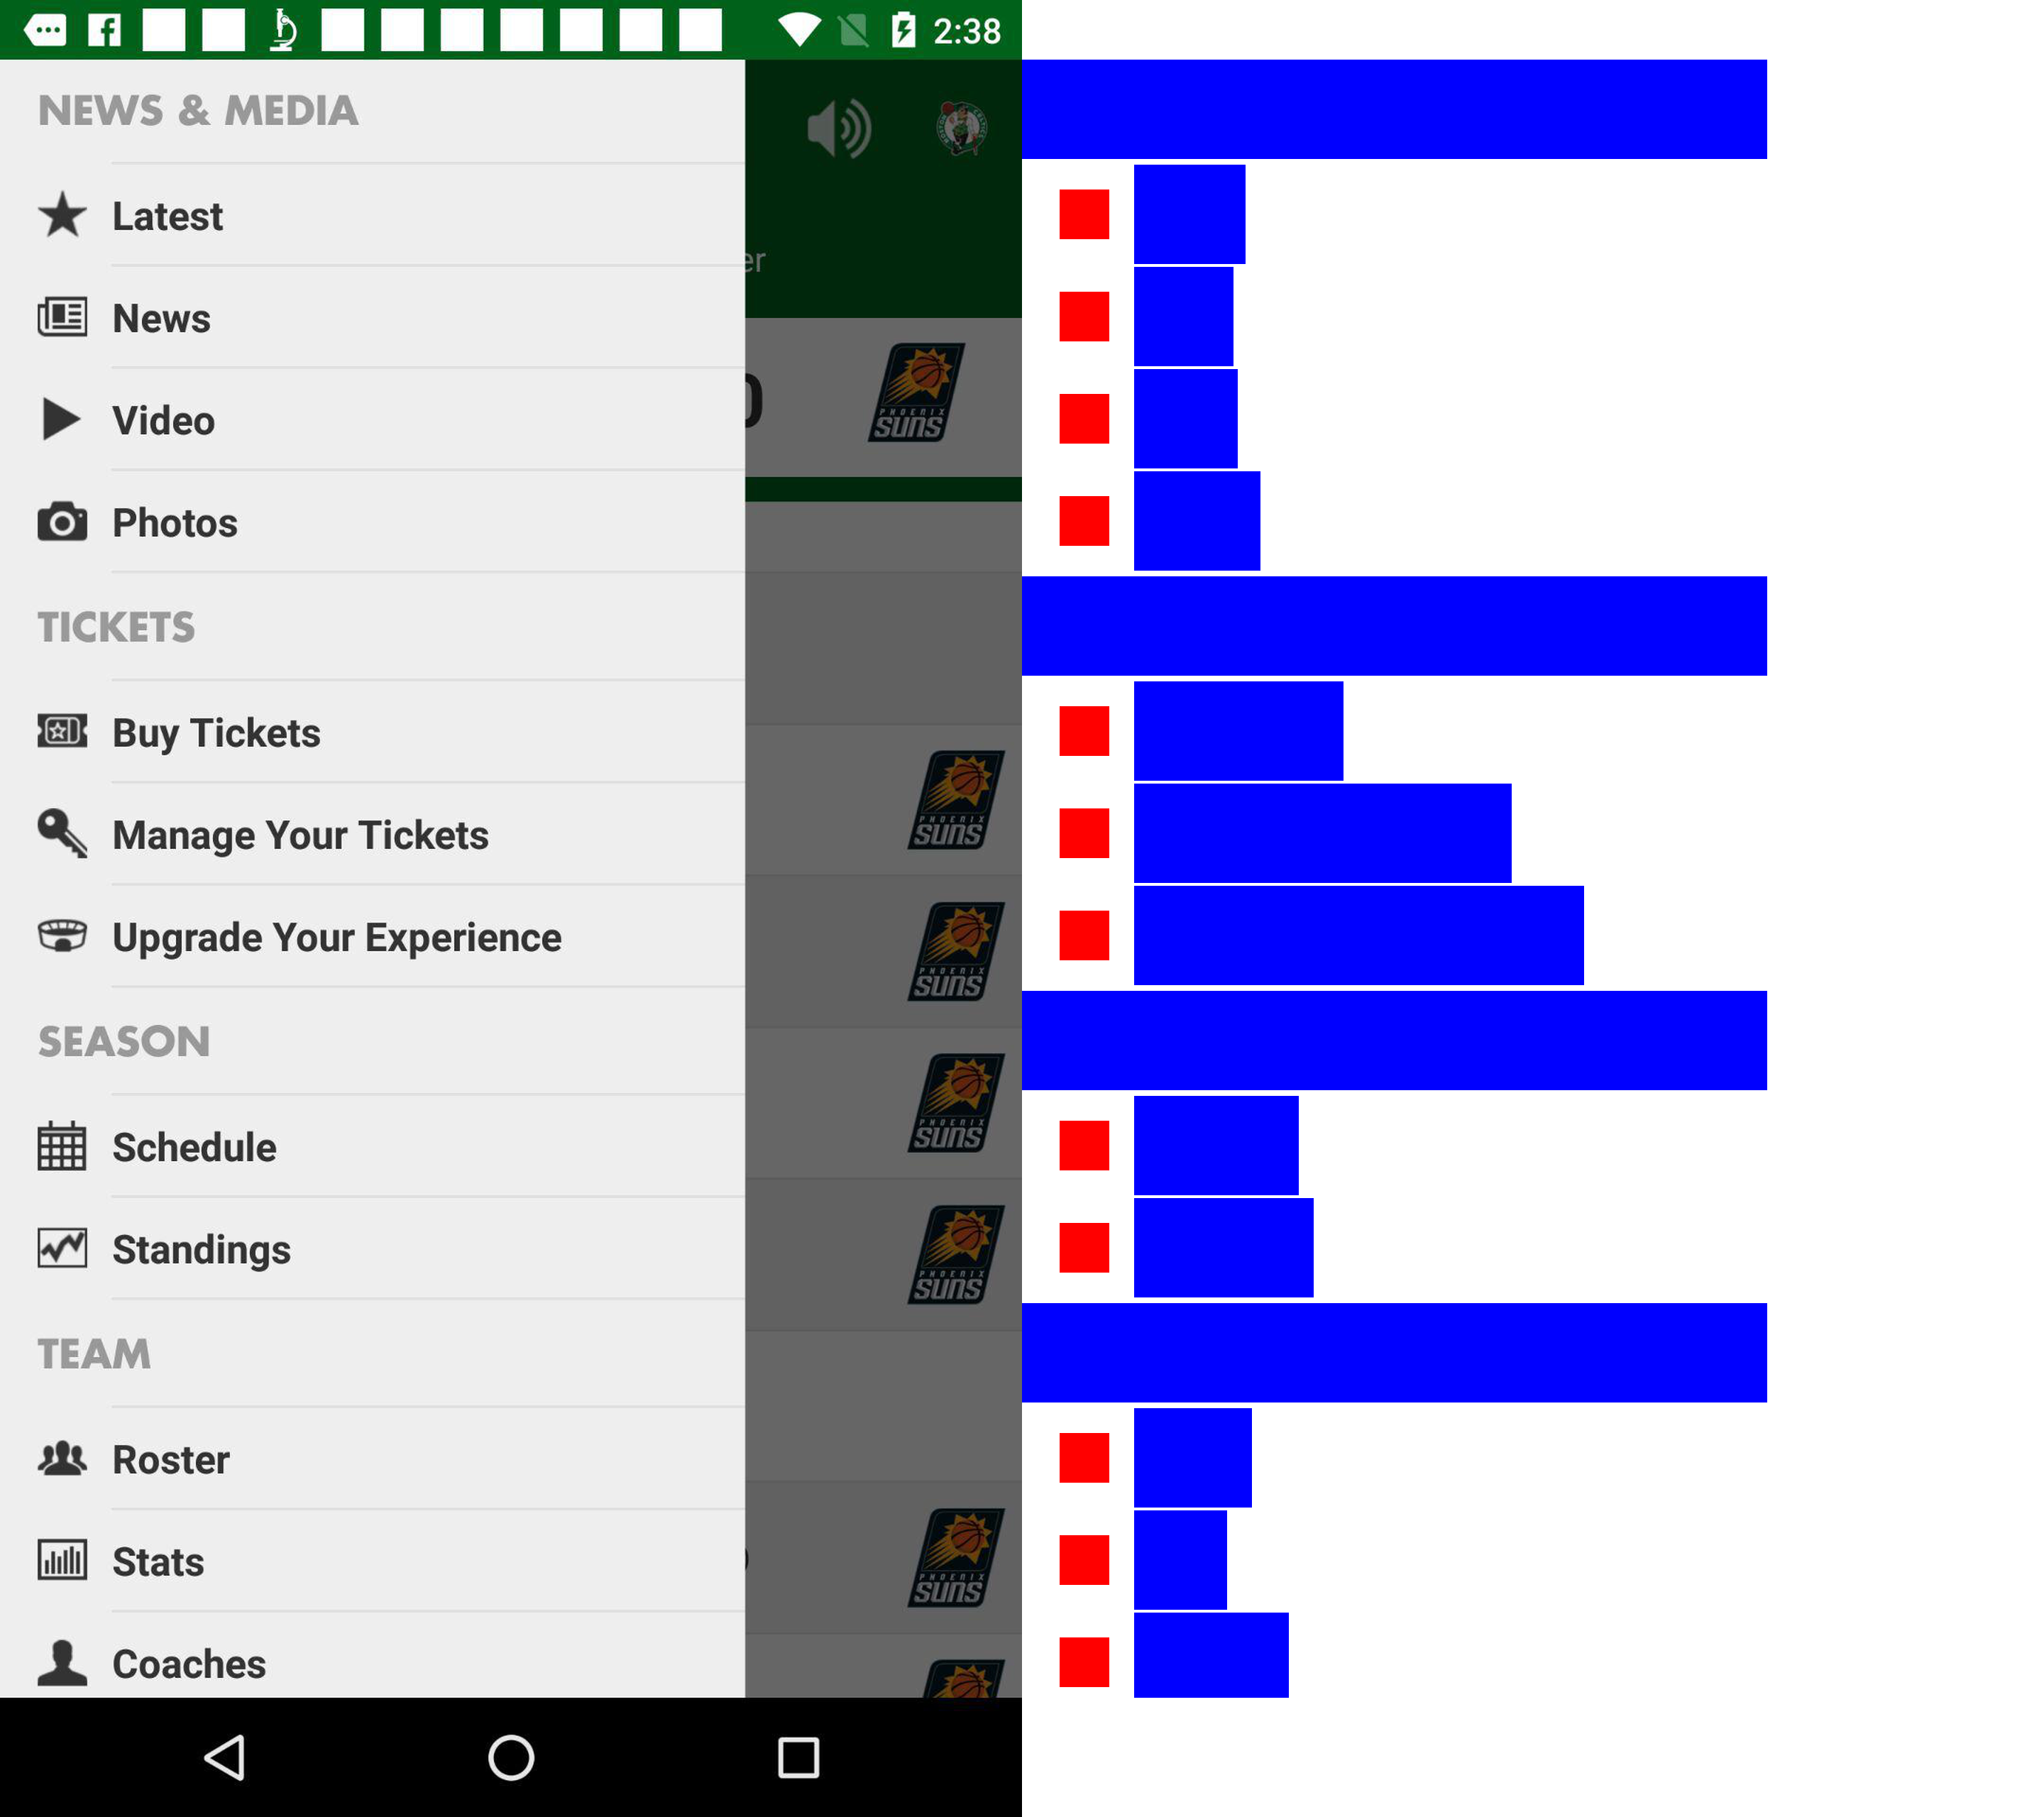 2:38
NEWS & MEDIA
er
Latest
News
Video
PHOENIX
SUNS
Photos
TICKETS
Buy Tickets
Manage Your Tickets
PHOENIX
SUNS
Upgrade Your Experience
PHOENIX
SUNS
SEASON
Schedule
PHOENIX
SUNS
Standings
PHOENIX
SUNS
TEAM
Roster
Stats
PHOENIX
SUNS
Coaches